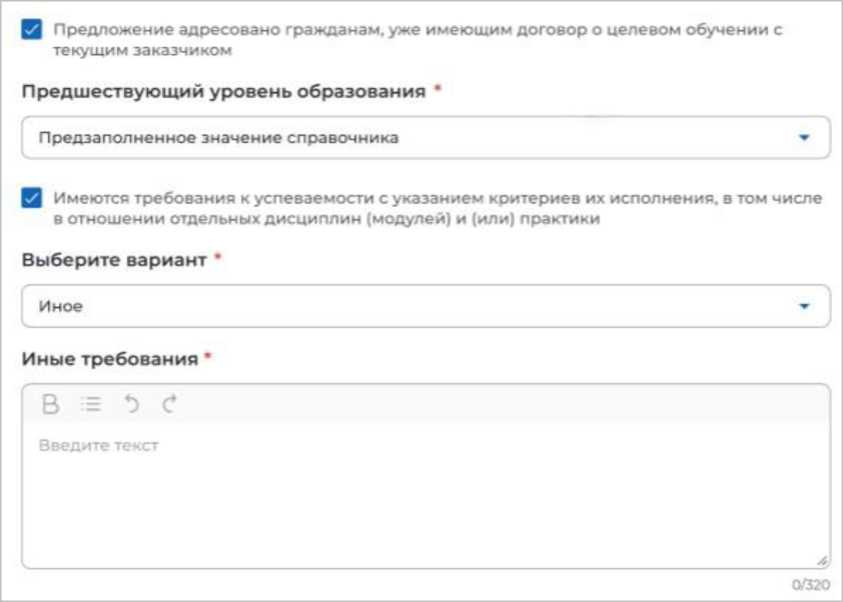 Предложение адресовано гражданам, уже имеющим договор о целевом обучении с
текущим заказчиком
Предшествующий уровень образования *
Предзаполненное значение справочника
Имеются требования к успеваемости с указанием критериев их исполнения, в том числе
в отношении отдельных дисциплин (модулей) и (или) практики
Выберите вариант *
Иное
Иные требования *
B
Введите текст
0/320